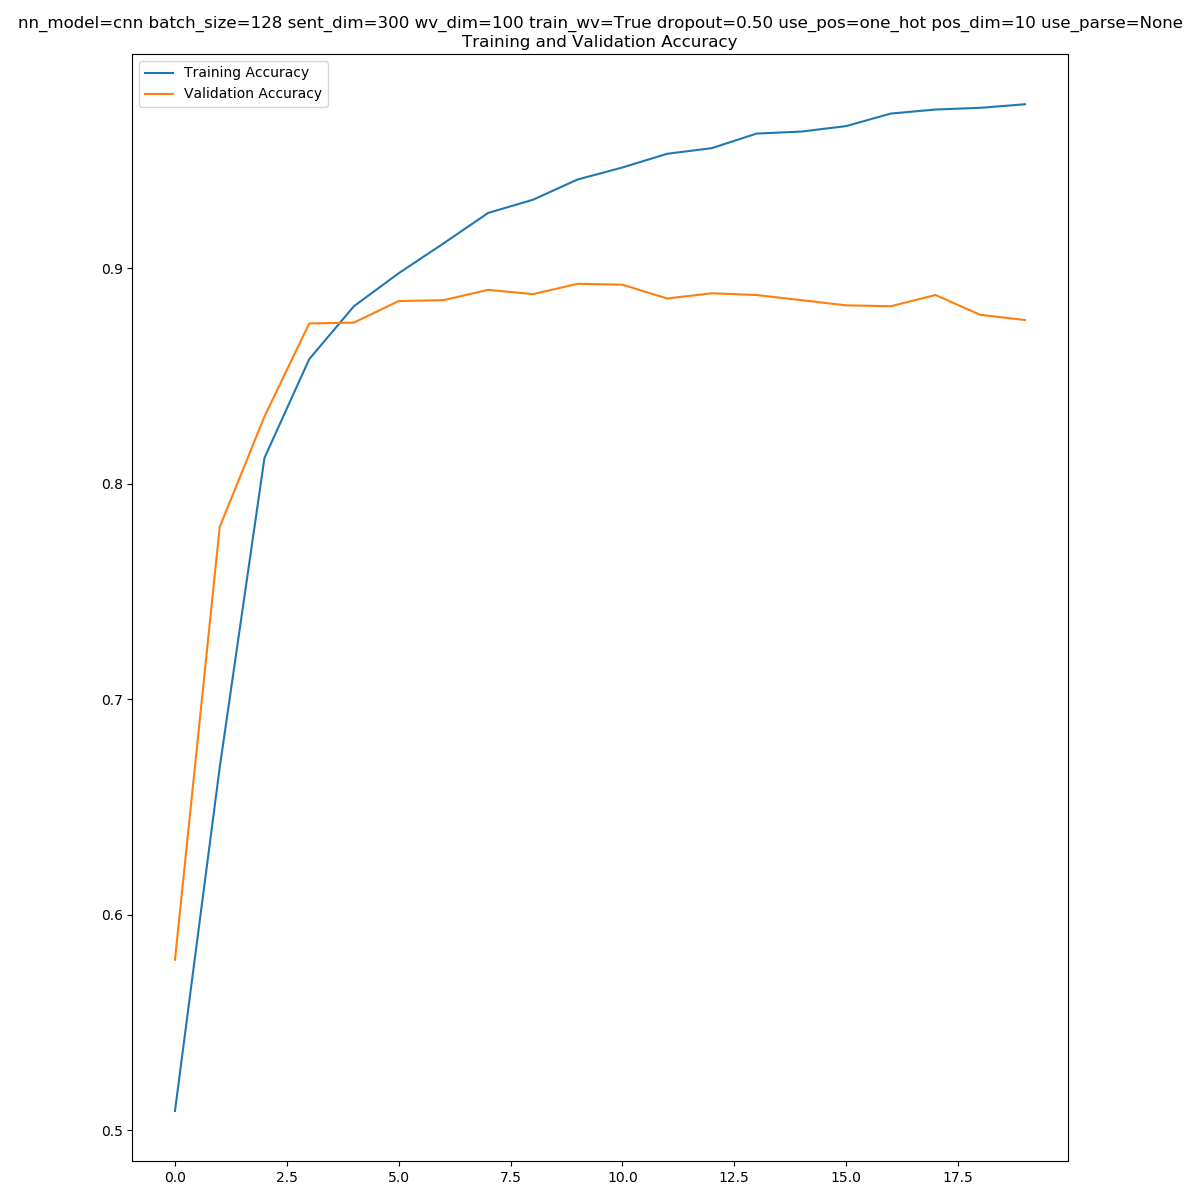 nn_model=cnn batch_size=128 sent_dim=300 wv_dim=100 train_wv=True dropout=0.50 use_pos=one_hot pos_dim=10 use_parse=None
Training and Validation Accuracy
Training Accuracy
Validation Accuracy
0.9
0.8
0.7
0.6
0.5
0.0 2.5 5.0 7.5 10.0 12.5 15.0 17.5